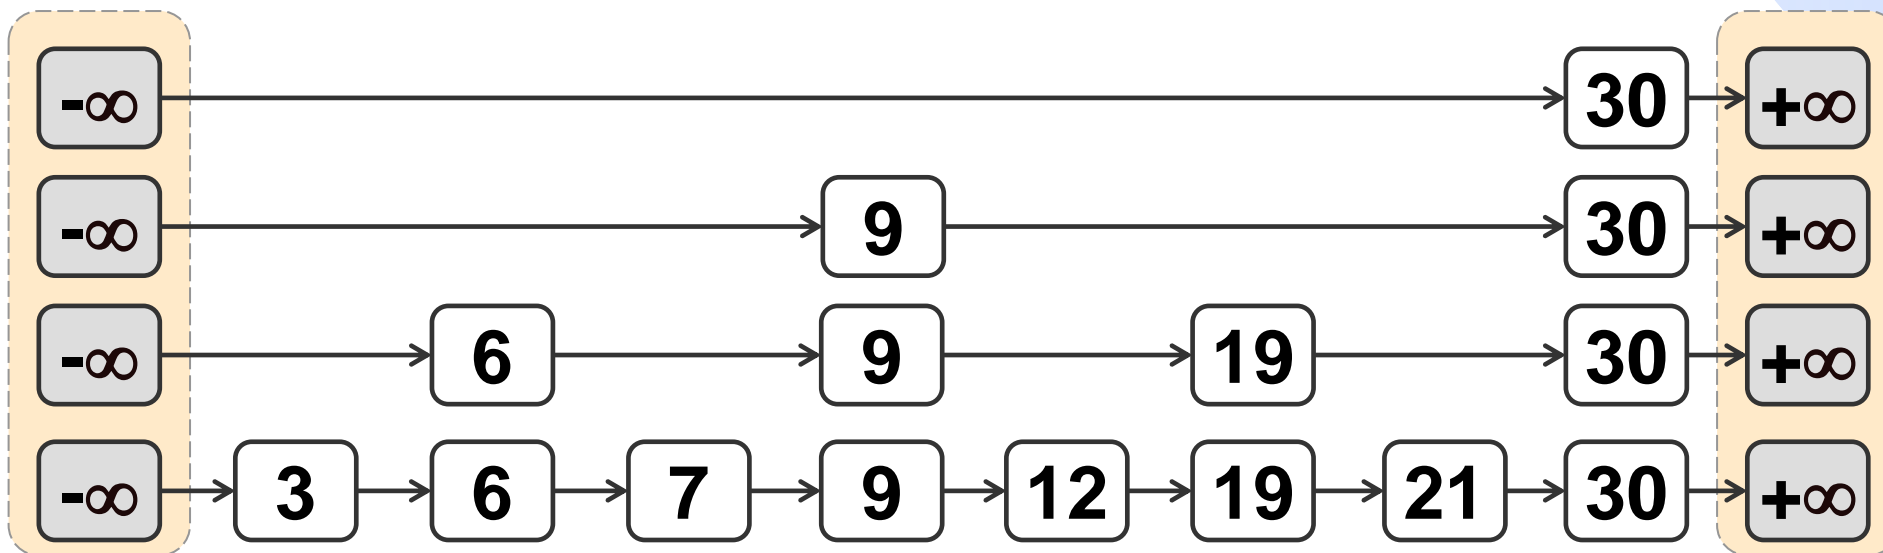 -∞ 30 +∞
-∞ 9 30 +∞
-∞ 6 9 19 30 +∞
-∞ 3 6 7 9 12 19 21 30 +∞